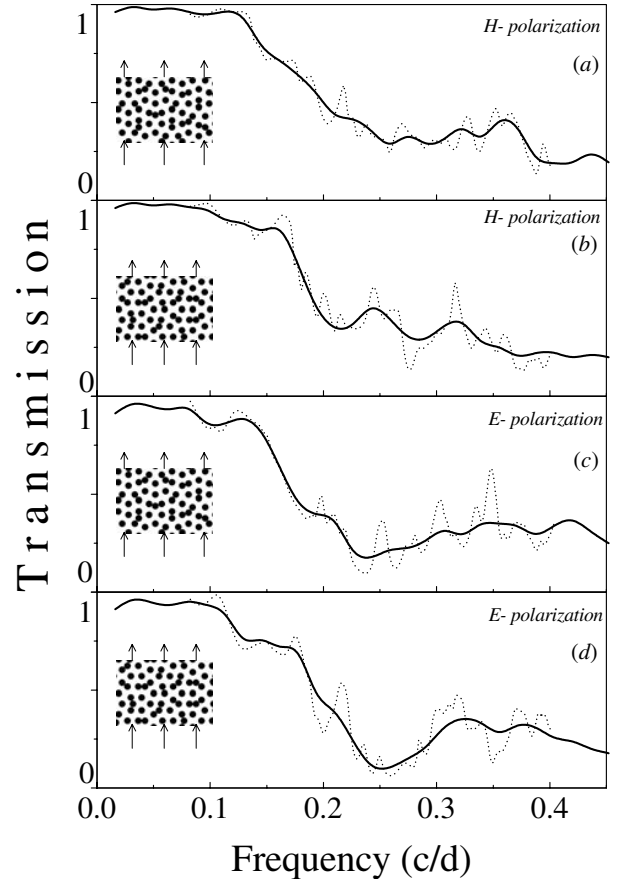 Transmission
1
H- polarization
(a)
0
1
H- polarization
(b)
0
1
E- polarization
(c)
0
1
E- polarization
(d)
0
0.0 0.1 0.2 0.3 0.4
Frequency (c/d)